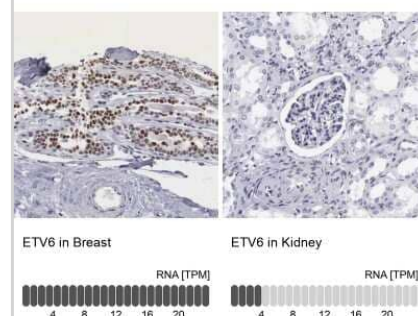 ETV6 in Breast
ETV6 in Kidney
RNA [TPM]
RNA [TPM]
4 8 12 16 20
4 8 12 16 20